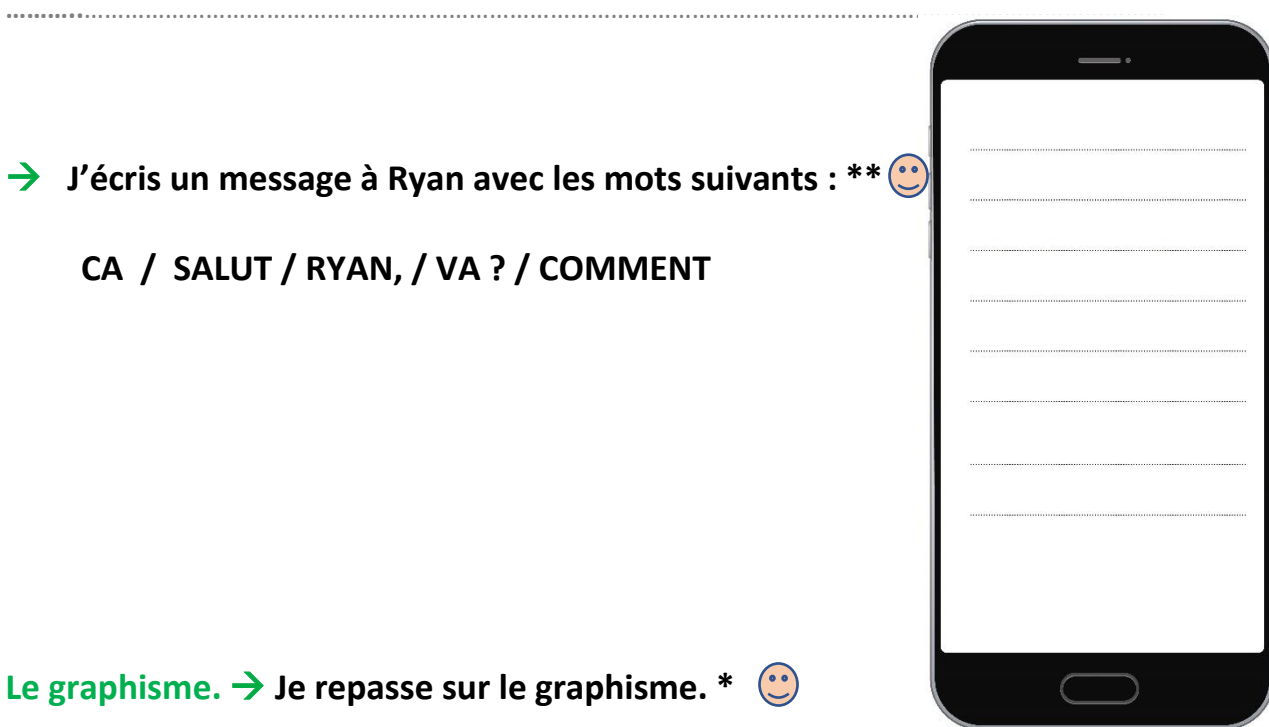 → J’écris un message à Ryan avec les mots suivants : **
CA / SALUT / RYAN, / VA ? / COMMENT
Le graphisme. → Je repasse sur le graphisme. *